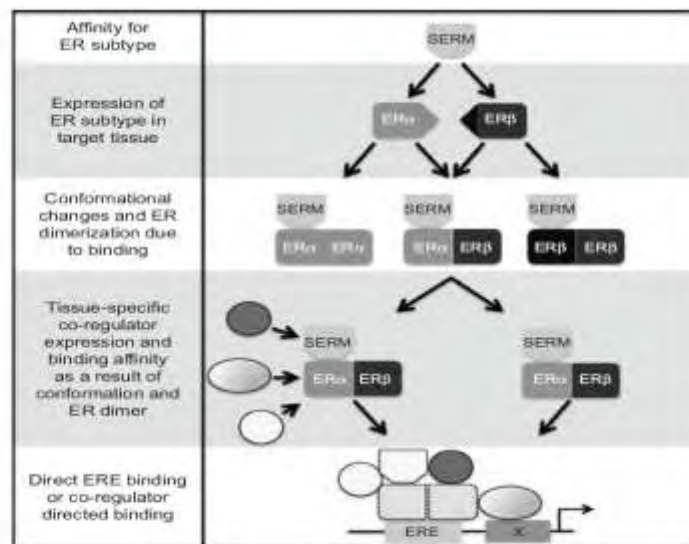 Affinity for
ER subtype
SERM
Expression of
ER subtype in
target tissue
ERα
ERβ
Conformational
changes and ER
dimerization due
to binding
SERM
SERM
SERM
ERα ERα
ERα ERβ
ERβ ERβ
Tissue-specific
co-regulator
expression and
binding affinity
as a result of
conformation and
ER dimer
SERM
SERM
ERα ERβ
ERα ERβ
Direct ERE binding
or co-regulator
directed binding
ERE
X